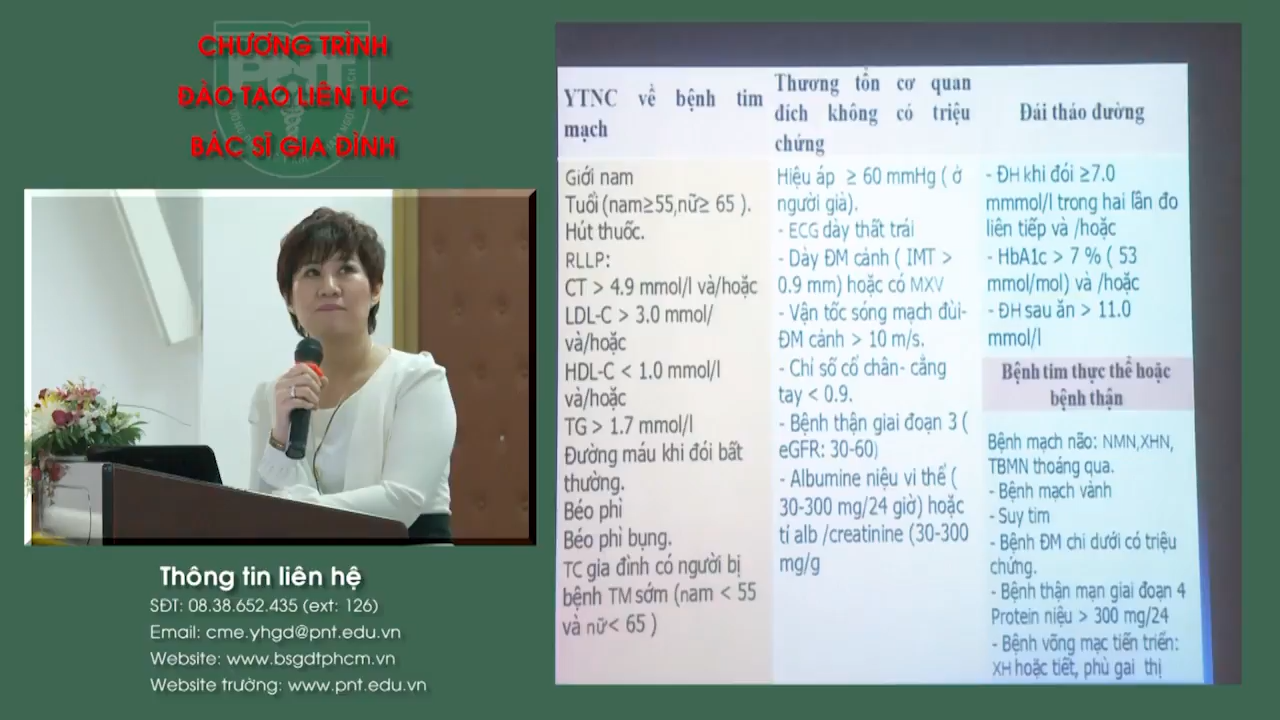 CHƯƠNG TRÌNH
ĐÀO TẠO LIÊN TỤC
BÁC SĨ GIA ĐÌNH
PNT
Thông tin liên hệ
SĐT: 08.38.652.435 (ext: 126)
Email: cme.yhgd@pnt.edu.vn
Website: www.bsgdtphcm.vn
Website trường: www.pnt.edu.vn
YTNC về bệnh tim
mạch
Giới nam
Tuổi (nam≥55,nữ≥ 65 ).
Hút thuốc.
RLLP:
CT > 4.9 mmol/l và/hoặc
LDL-C > 3.0 mmol/
và/hoặc
HDL-C < 1.0 mmol/l
và/hoặc
TG > 1.7 mmol/l
Đường máu khi đói bất
thường.
Béo phì
Béo phì bụng.
TC gia đình có người bị
bệnh TM sớm (nam < 55
và nữ< 65 )
Thương tổn cơ quan
đích không có triệu
chứng
Hiệu áp ≥ 60 mmHg ( ở
người già).
- ECG dày thất trái
- Dày ĐM cảnh ( IMT >
0.9 mm) hoặc có MXV
- Vận tốc sóng mạch đùi-
ĐM cảnh > 10 m/s.
- Chỉ số cổ chân- cẳng
tay < 0.9.
- Bệnh thận giai đoạn 3 (
eGFR: 30-60)
- Albumine niệu vi thể (
30-300 mg/24 giờ) hoặc
tỉ alb /creatinine (30-300
mg/g
Đái tháo đường
- ĐH khi đói ≥7.0
mmmol/l trong hai lần đo
liên tiếp và /hoặc
- HbA1c > 7 % ( 53
mmol/mol) và /hoặc
- ĐH sau ăn > 11.0
mmol/l
Bệnh tim thực thể hoặc
bệnh thận
Bệnh mạch não: NMN,XHN,
TBMN thoáng qua.
- Bệnh mạch vành
- Suy tim
- Bệnh ĐM chi dưới có triệu
chứng.
- Bệnh thận mạn giai đoạn 4
Protein niệu > 300 mg/24
- Bệnh võng mạc tiến triển:
XH hoặc tiết, phù gai thị